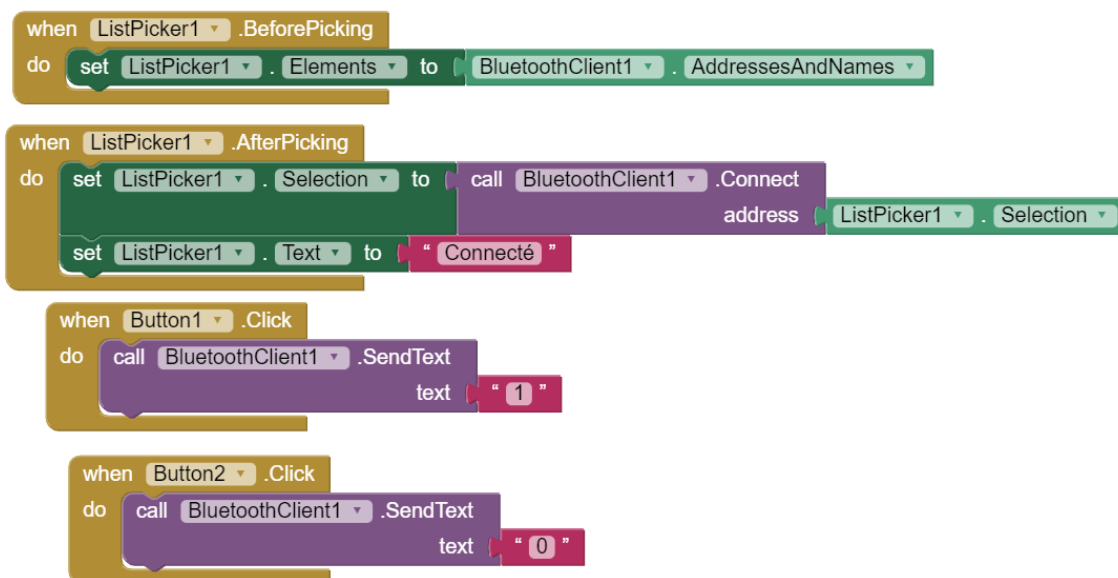 when ListPicker1 .BeforePicking
do set ListPicker1 . Elements to BluetoothClient1 . AddressesAndNames
when ListPicker1 .AfterPicking
do set ListPicker1 . Selection to call BluetoothClient1 .Connect
address ListPicker1 . Selection
set ListPicker1 . Text to " Connecté "
when Button1 .Click
do call BluetoothClient1 .SendText
text " 1 "
when Button2 .Click
do call BluetoothClient1 .SendText
text " 0 "